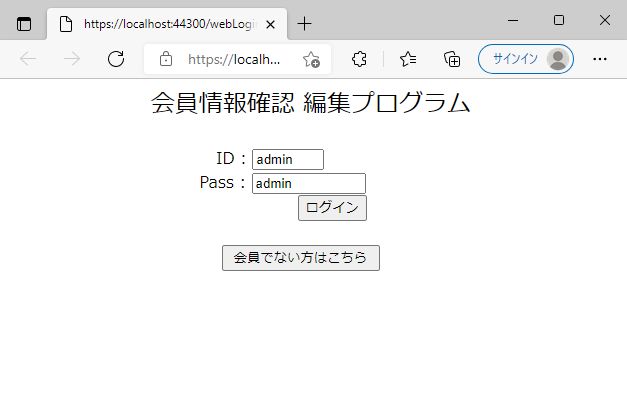 https://localhost:44300/webLogin
https://localh...
サインイン
会員情報確認 編集プログラム
ID : admin
Pass : admin
ログイン
会員でない方はこちら